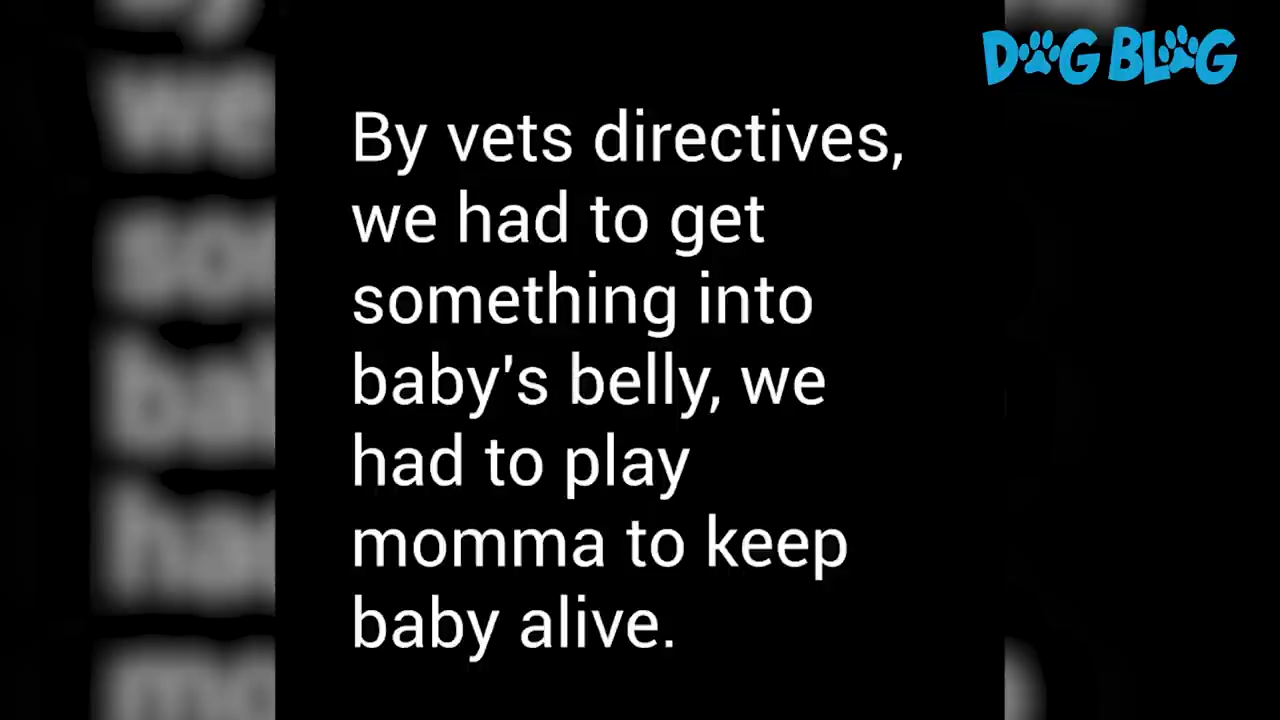 DOG BLOG
By vets directives,
we had to get
something into
baby's belly, we
had to play
momma to keep
baby alive.